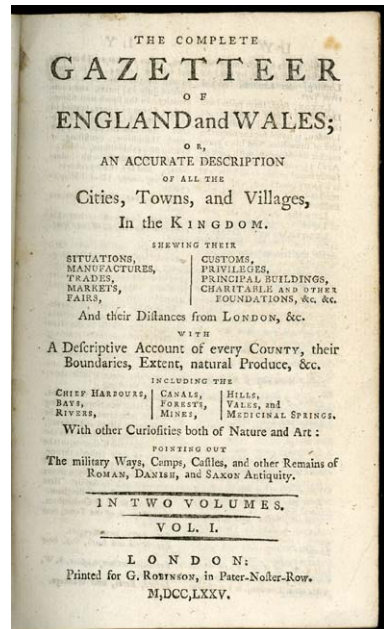 THE COMPLETE
GAZETTEER
OF
ENGLAND and WALES;
OR,
AN ACCURATE DESCRIPTION
OF ALL THE
Cities, Towns, and Villages,
In the KINGDOM.
SHEWING THEIR
SITUATIONS,
MANUFACTURES,
TRADES,
MARKETS,
FAIRS,
CUSTOMS,
PRIVILEGES,
PRINCIPAL BUILDINGS,
CHARITABLE AND OTHER
FOUNDATIONS, &c. &c.
And their Diſtances from LONDON, &c.
WITH
A Deſcriptive Account of every COUNTY, their
Boundaries, Extent, natural Produce, &c.
INCLUDING THE
CHIEF HARBOURS,
BAYS,
RIVERS,
CANALS,
FORESTS,
MINES,
HILLS,
VALES, and
MEDICINAL SPRINGS.
With other Curioſities both of Nature and Art:
POINTING OUT
The military Ways, Camps, Caſtles, and other Remains of
ROMAN, DANISH, and SAXON Antiquity.
IN TWO VOLUMES.
VOL. I.
LONDON:
Printed for G. ROBINSON, in Pater-Noſter-Row.
M,DCC,LXXV.